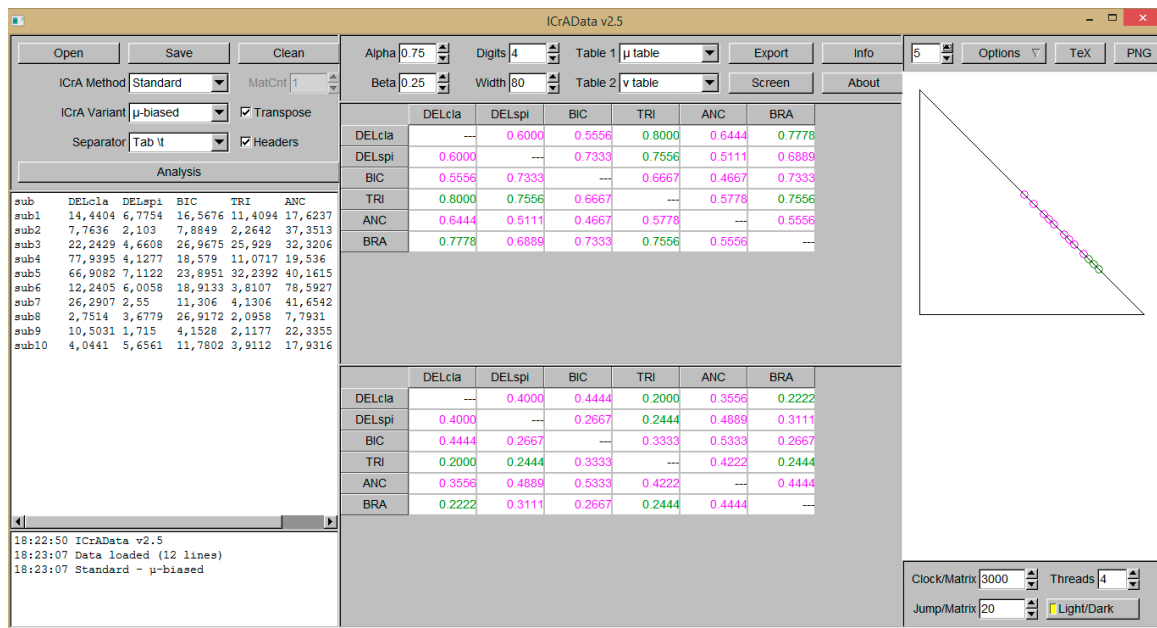 ICrAData v2.5
Open Save Clean
ICrA Method Standard MatCnt 1
ICrA Variant μ-biased Transpose
Separator Tab \t Headers
Analysis
Alpha 0.75 Digits 4 Table 1 μ table Export Info
Beta 0.25 Width 80 Table 2 ν table Screen About
5 Options TeX PNG
sub DELcla DELspi BIC TRI ANC
sub1 14,4404 6,7754 16,5676 11,4094 17,6237
sub2 7,7636 2,103 7,8849 2,2642 37,3513
sub3 22,2429 4,6608 26,9675 25,929 32,3206
sub4 77,9395 4,1277 18,579 11,0717 19,536
sub5 66,9082 7,1122 23,8951 32,2392 40,1615
sub6 12,2405 6,0058 18,9133 3,8107 78,5927
sub7 26,2907 2,55 11,306 4,1306 41,6542
sub8 2,7514 3,6779 26,9172 2,0958 7,7931
sub9 10,5031 1,715 4,1528 2,1177 22,3355
sub10 4,0441 5,6561 11,7802 3,9112 17,9316
18:22:50 ICrAData v2.5
18:23:07 Data loaded (12 lines)
18:23:07 Standard - μ-biased
DELcla DELspi BIC TRI ANC BRA
DELcla --- 0.6000 0.5556 0.8000 0.6444 0.7778
DELspi 0.6000 --- 0.7333 0.7556 0.5111 0.6889
BIC 0.5556 0.7333 --- 0.6667 0.4667 0.7333
TRI 0.8000 0.7556 0.6667 --- 0.5778 0.7556
ANC 0.6444 0.5111 0.4667 0.5778 --- 0.5556
BRA 0.7778 0.6889 0.7333 0.7556 0.5556 ---
DELcla DELspi BIC TRI ANC BRA
DELcla --- 0.4000 0.4444 0.2000 0.3556 0.2222
DELspi 0.4000 --- 0.2667 0.2444 0.4889 0.3111
BIC 0.4444 0.2667 --- 0.3333 0.5333 0.2667
TRI 0.2000 0.2444 0.3333 --- 0.4222 0.2444
ANC 0.3556 0.4889 0.5333 0.4222 --- 0.4444
BRA 0.2222 0.3111 0.2667 0.2444 0.4444 ---
Clock/Matrix 3000 Threads 4
Jump/Matrix 20 Light/Dark